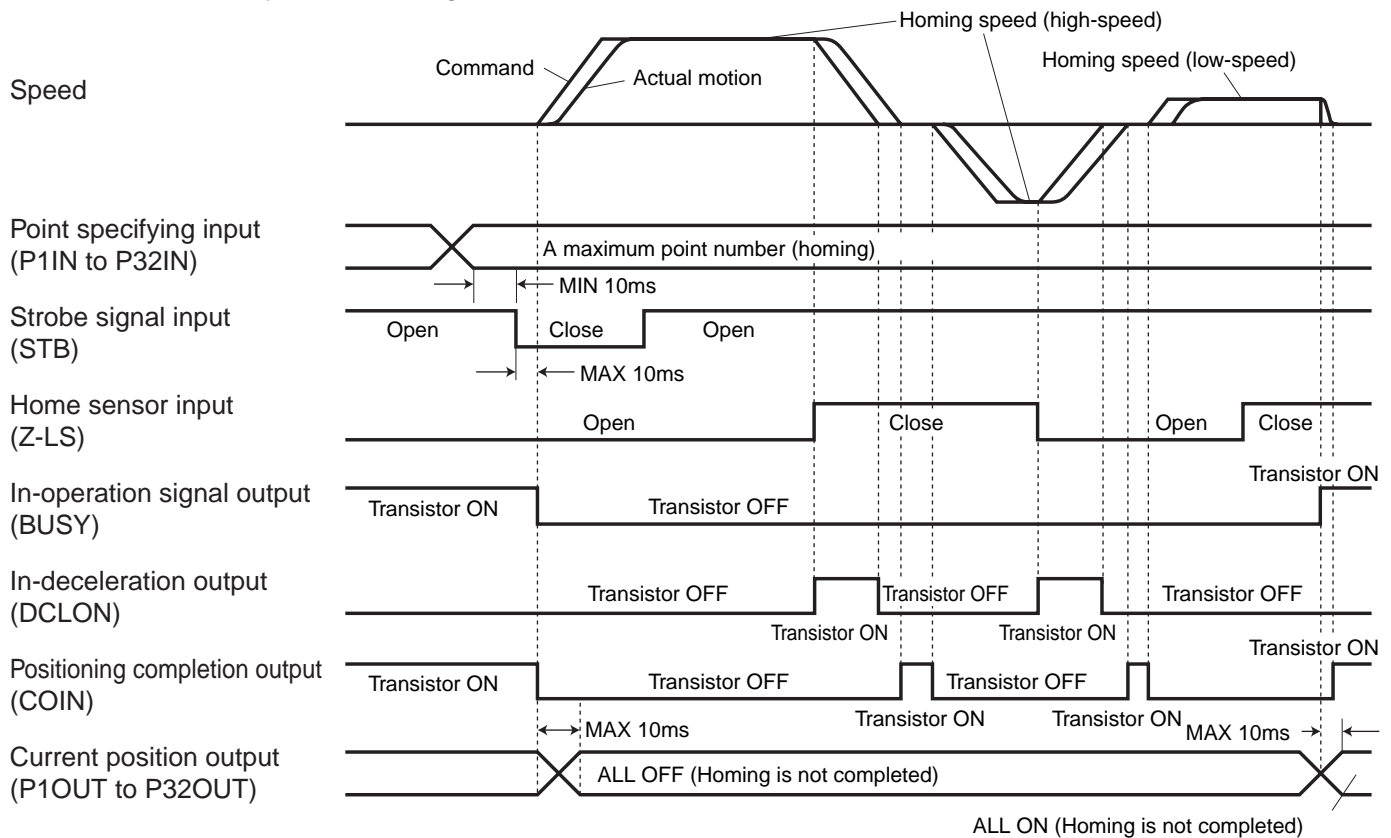 Homing speed (high-speed)
Homing speed (low-speed)
Command
Actual motion
Speed
Point specifying input
(P1IN to P32IN)
A maximum point number (homing)
MIN 10ms
Strobe signal input
(STB)
Open
Close
Open
MAX 10ms
Home sensor input
(Z-LS)
Open
Close
Open
Close
In-operation signal output
(BUSY)
Transistor ON
Transistor OFF
Transistor ON
In-deceleration output
(DCLON)
Transistor OFF
Transistor OFF
Transistor OFF
Transistor ON
Transistor ON
Positioning completion output
(COIN)
Transistor ON
Transistor OFF
Transistor OFF
Transistor ON
Transistor ON
Transistor ON
MAX 10ms
MAX 10ms
Current position output
(P1OUT to P32OUT)
ALL OFF (Homing is not completed)
ALL ON (Homing is not completed)